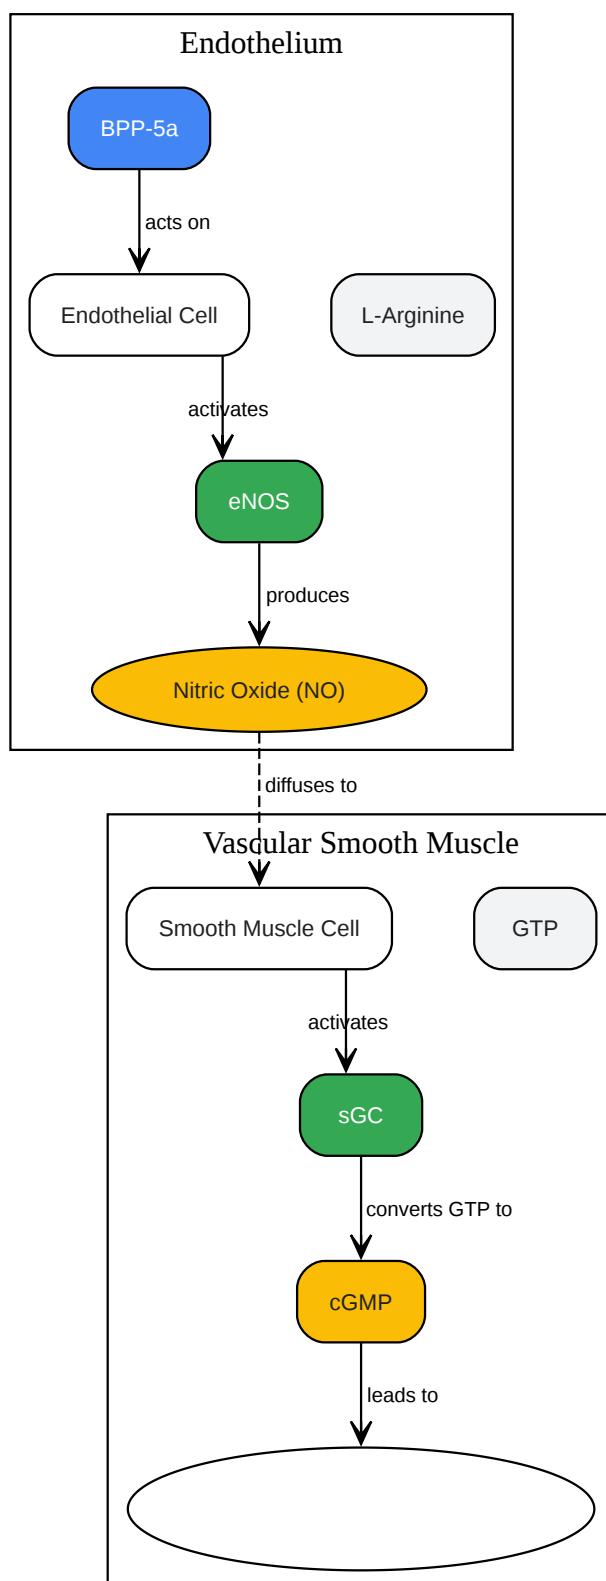 Endothelium
BPP-5a
acts on
Endothelial Cell
L-Arginine
activates
eNOS
produces
Nitric Oxide (NO)
diffuses to
Vascular Smooth Muscle
Smooth Muscle Cell
GTP
activates
sGC
converts GTP to
cGMP
leads to